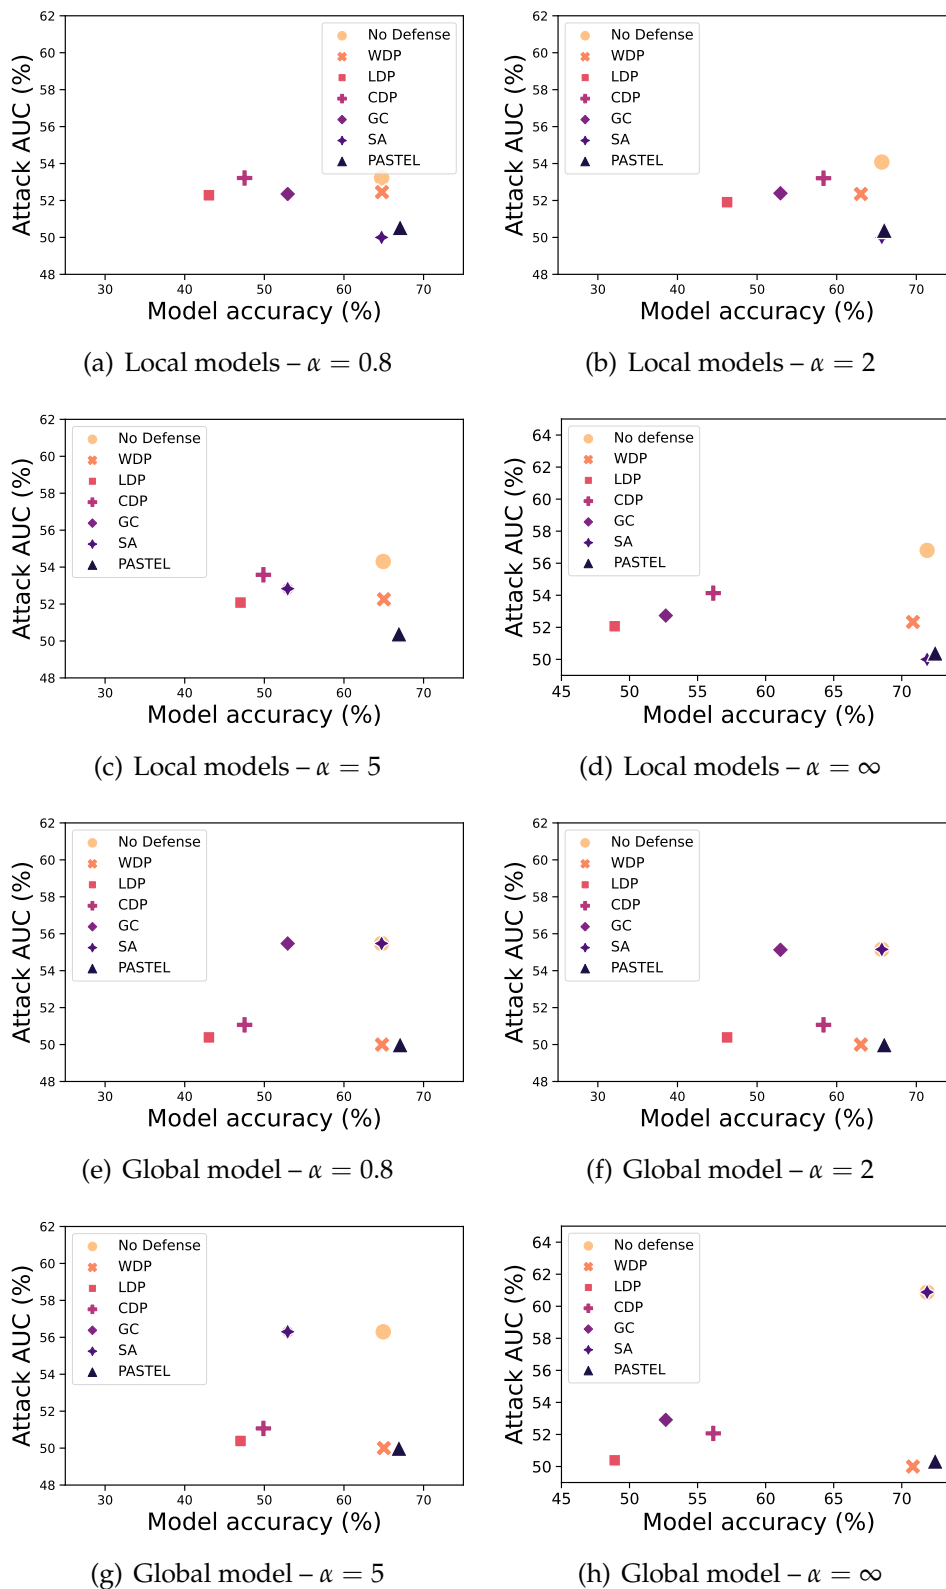 62
60
58
56
54
52
50
48
Attack AUC (%)
No Defense
WDP
LDP
CDP
GC
SA
PASTEL
30 40 50 60 70
Model accuracy (%)
(a) Local models – α = 0.8
62
60
58
56
54
52
50
48
Attack AUC (%)
No Defense
WDP
LDP
CDP
GC
SA
PASTEL
30 40 50 60 70
Model accuracy (%)
(b) Local models – α = 2
62
60
58
56
54
52
50
48
Attack AUC (%)
No Defense
WDP
LDP
CDP
GC
SA
PASTEL
30 40 50 60 70
Model accuracy (%)
(c) Local models – α = 5
64
62
60
58
56
54
52
50
Attack AUC (%)
No defense
WDP
LDP
CDP
GC
SA
PASTEL
45 50 55 60 65 70
Model accuracy (%)
(d) Local models – α = ∞
62
60
58
56
54
52
50
48
Attack AUC (%)
No Defense
WDP
LDP
CDP
GC
SA
PASTEL
30 40 50 60 70
Model accuracy (%)
(e) Global model – α = 0.8
62
60
58
56
54
52
50
48
Attack AUC (%)
No Defense
WDP
LDP
CDP
GC
SA
PASTEL
30 40 50 60 70
Model accuracy (%)
(f) Global model – α = 2
62
60
58
56
54
52
50
48
Attack AUC (%)
No Defense
WDP
LDP
CDP
GC
SA
PASTEL
30 40 50 60 70
Model accuracy (%)
(g) Global model – α = 5
64
62
60
58
56
54
52
50
Attack AUC (%)
No defense
WDP
LDP
CDP
GC
SA
PASTEL
45 50 55 60 65 70
Model accuracy (%)
(h) Global model – α = ∞